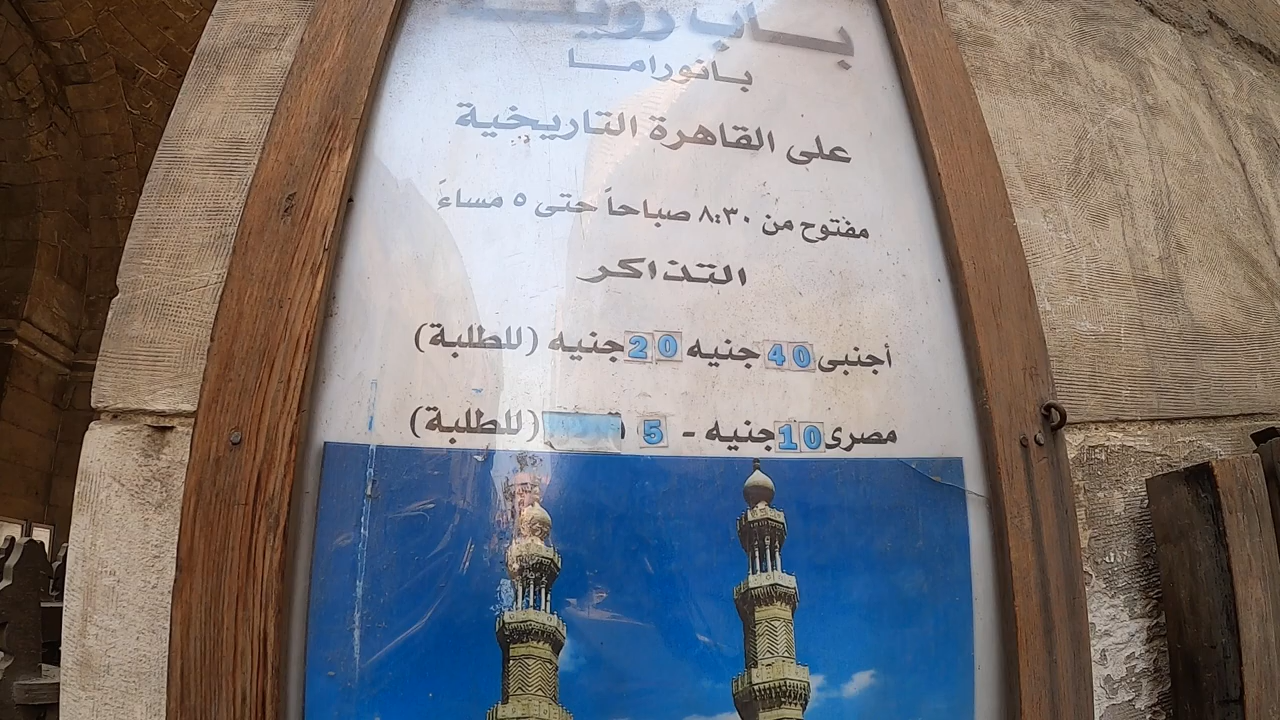 باب زويلة
بانوراما
على القاهرة التاريخية
مفتوح من ٨:٣٠ صباحاً حتى ٥ مساءً
التذاكر
أجنبى 40 جنيه 20 جنيه (للطلبة)
مصرى 10 جنيه - 5 (للطلبة)